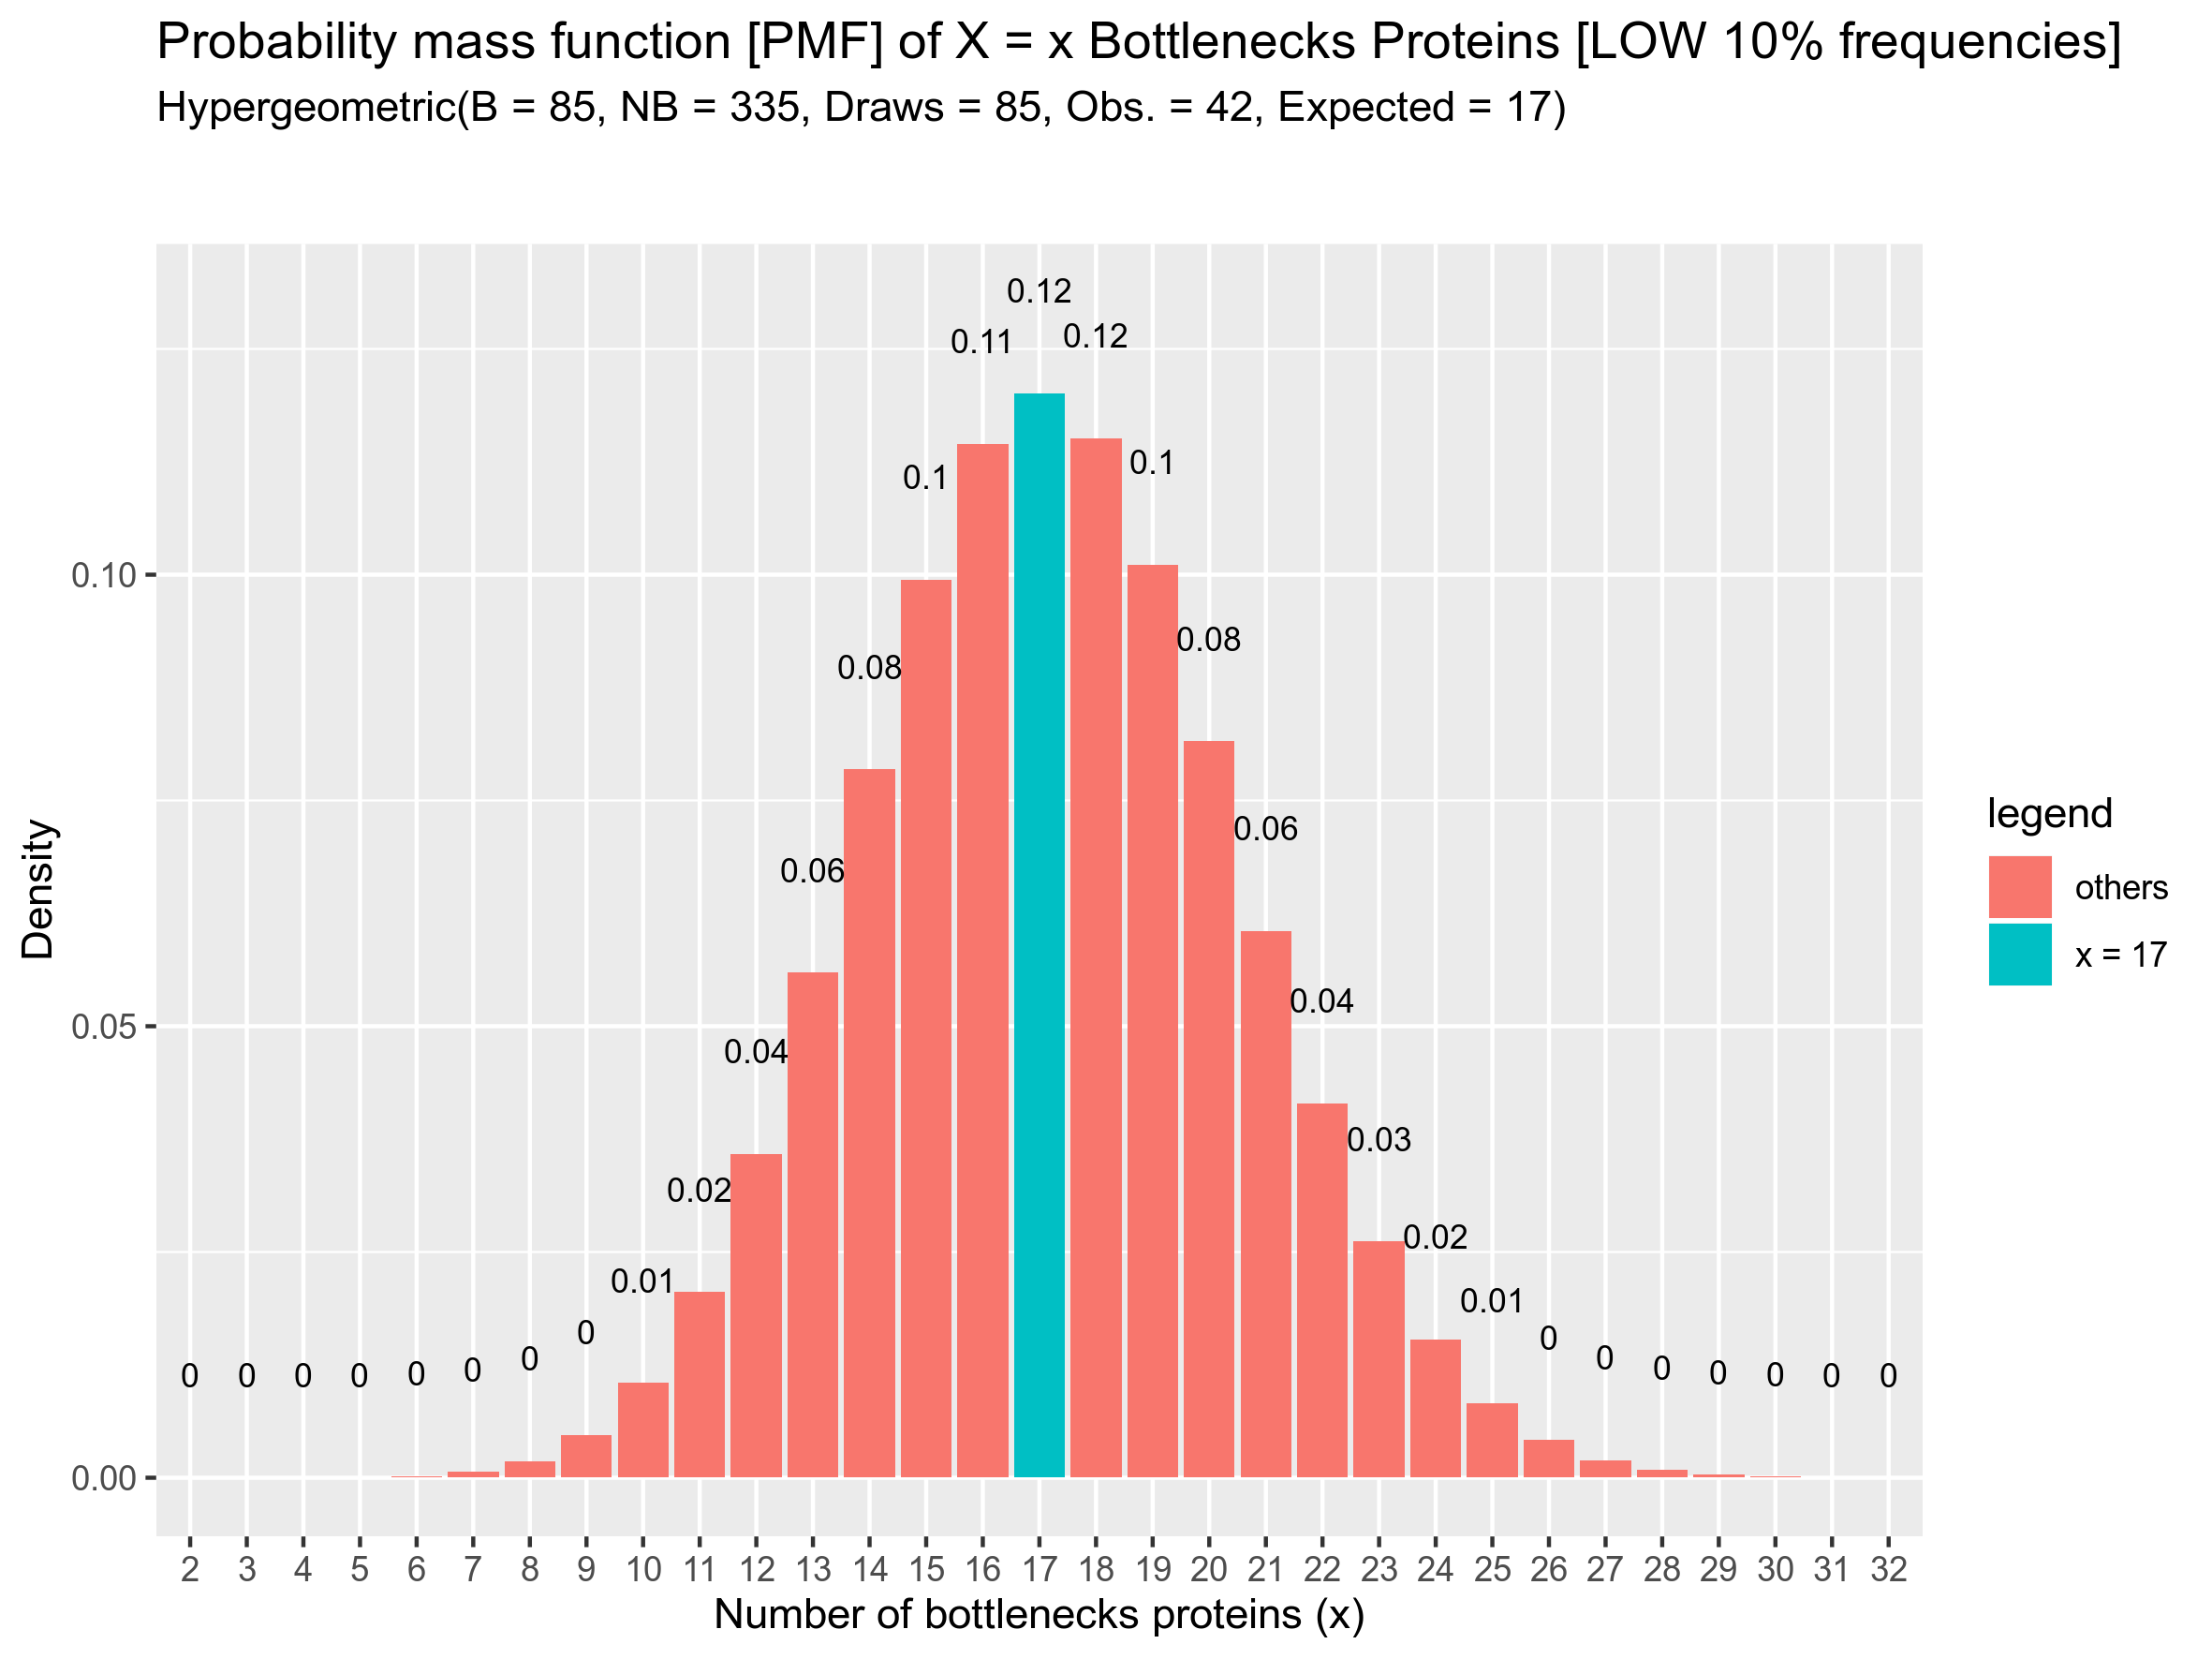 Probability mass function [PMF] of X = x Bottlenecks Proteins [LOW 10% frequencies]
Hypergeometric(B = 85, NB = 335, Draws = 85, Obs. = 42, Expected = 17)
0.12
0.11
0.12
0.1
0.1
0.08
0.08
0.06
0.06
0.04
0.04
0.02
0.03
0.01
0.02
0.01
0 0 0 0 0 0 0 0
0 0 0 0 0 0 0
0.10
0.05
0.00
Density
legend
others
x = 17
2 3 4 5 6 7 8 9 10 11 12 13 14 15 16 17 18 19 20 21 22 23 24 25 26 27 28 29 30 31 32
Number of bottlenecks proteins (x)